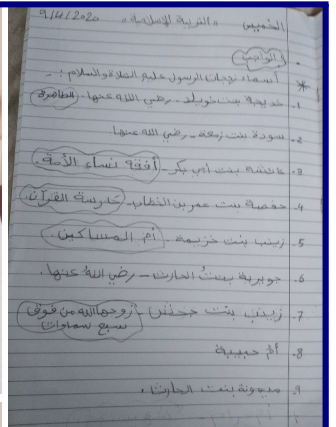 الخميس "التربية الإسلامية" 9/4/2020
(الواجب)
* أسماء زوجات الرسول عليه الصلاة والسلام :-
1- خديجة بنت خويلد - رضي الله عنها - (الطاهرة)
2- سودة بنت زمعة - رضي الله عنها
3- عائشة بنت أبي بكر - (أفقه نساء الأمة.)
4- حفصة بنت عمر بن الخطاب - (حارسة القرآن.)
5- زينب بنت خزيمة - (أم المساكين.)
6- جويرية بنت الحارث - رضي الله عنها.
7- زينب بنت جحش - (زوجها الله من فوق
سبع سماوات)
8- أم حبيبة
9- ميمونة بنت الحارث.